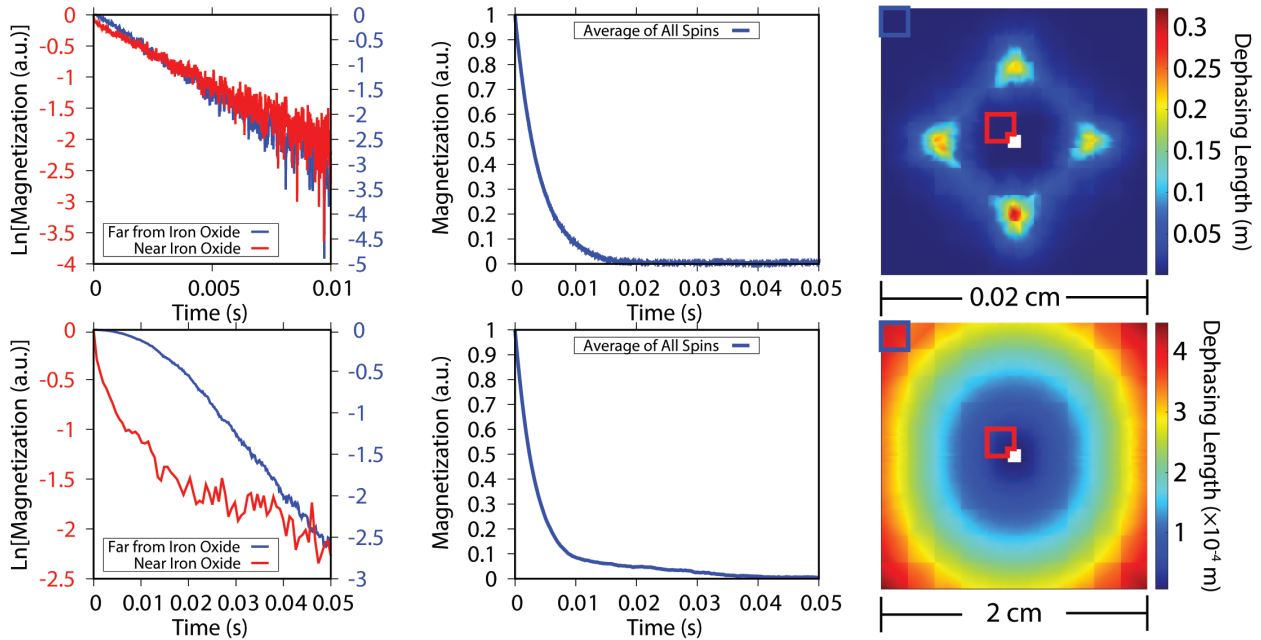 Ln[Magnetization (a.u.)]
0
-0.5
-1
-1.5
-2
-2.5
-3
-3.5
-4
0
-0.5
-1
-1.5
-2
-2.5
-3
-3.5
-4
-4.5
-5
Far from Iron Oxide
Near Iron Oxide
0 0.005 0.01
Time (s)
Magnetization (a.u.)
1
0.9
0.8
0.7
0.6
0.5
0.4
0.3
0.2
0.1
0
Average of All Spins
0 0.01 0.02 0.03 0.04 0.05
Time (s)
0.3
0.25
0.2
0.15
0.1
0.05
Dephasing Length (m)
0.02 cm
Ln[Magnetization (a.u.)]
0
-0.5
-1
-1.5
-2
-2.5
0
-0.5
-1
-1.5
-2
-2.5
-3
Far from Iron Oxide
Near Iron Oxide
0 0.01 0.02 0.03 0.04 0.05
Time (s)
Magnetization (a.u.)
1
0.9
0.8
0.7
0.6
0.5
0.4
0.3
0.2
0.1
0
Average of All Spins
0 0.01 0.02 0.03 0.04 0.05
Time (s)
4
3
2
1
Dephasing Length (×10⁻⁴ m)
2 cm